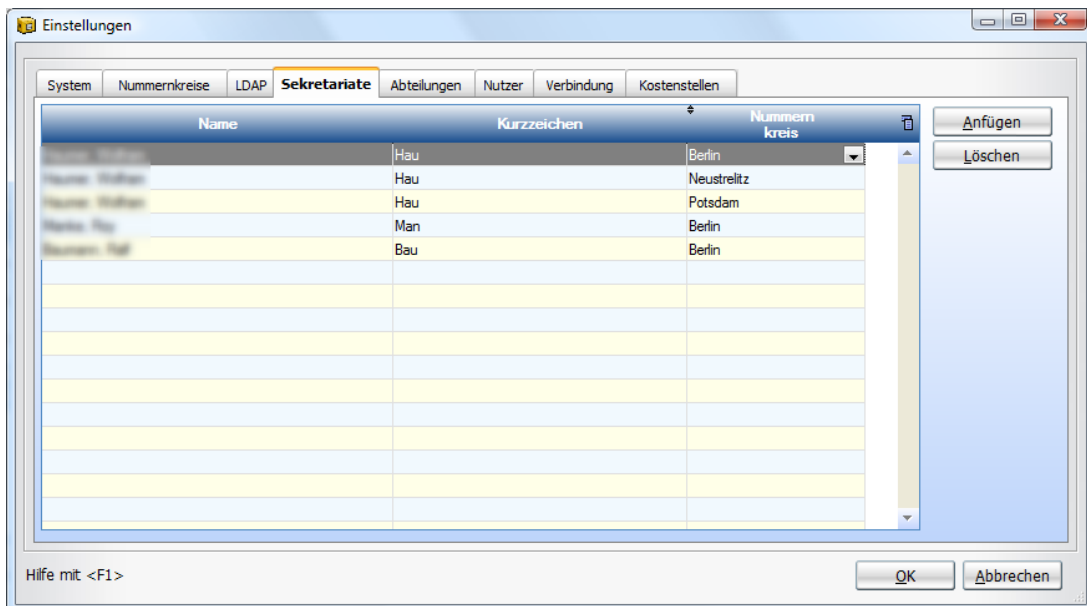 Einstellungen
System Nummernkreise LDAP Sekretariate Abteilungen Nutzer Verbindung Kostenstellen
Name Kurzzeichen Nummern kreis
Anfügen
Löschen
Hau Berlin
Hau Neustrelitz
Hau Potsdam
Man Berlin
Bau Berlin
Hilfe mit <F1>
OK Abbrechen